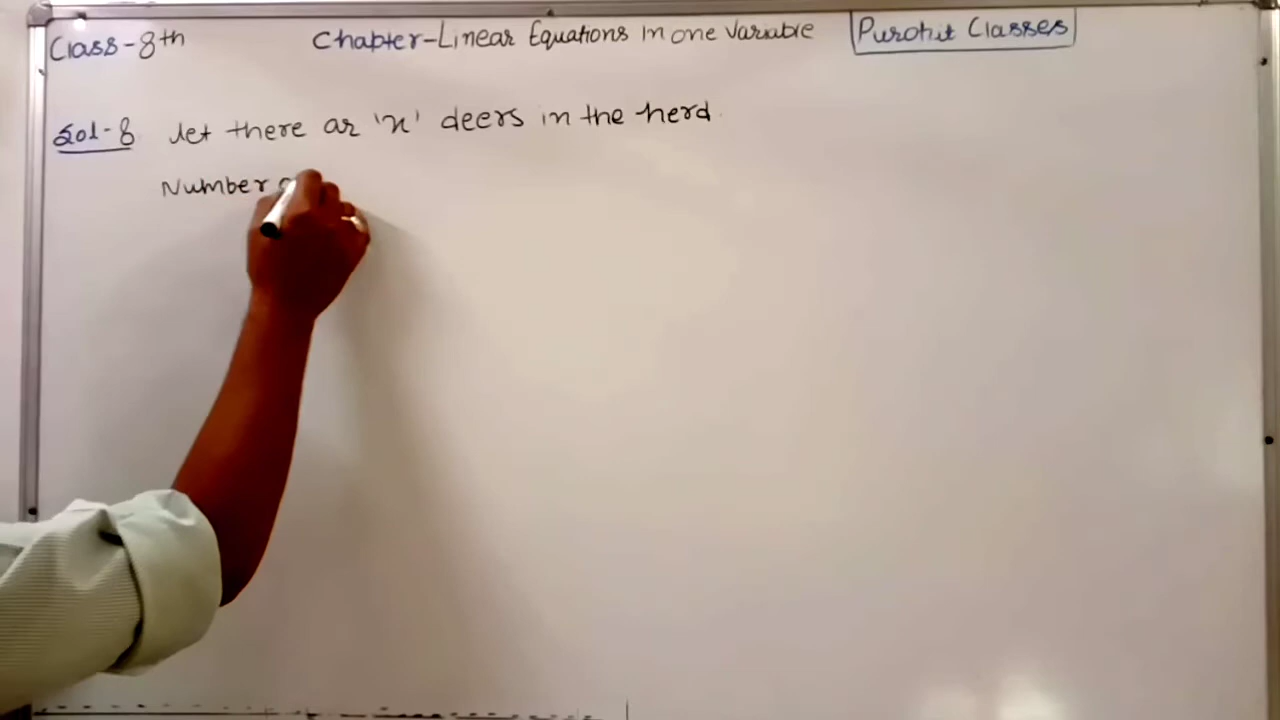 Class-8th Chapter-Linear Equations in one Variable Purohit Classes
Sol-8 let there ar 'x' deers in the herd.
Number